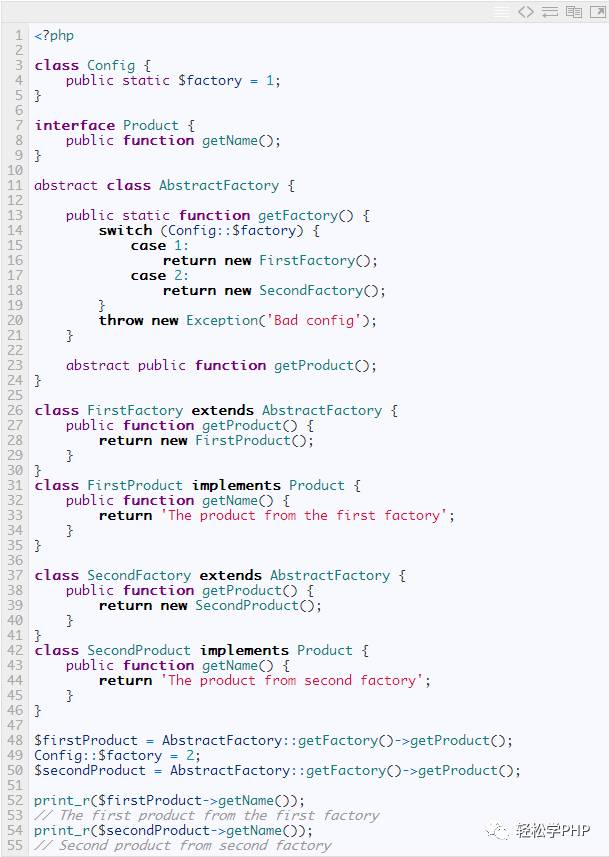 1 <?php
2
3 class Config {
4     public static $factory = 1;
5 }
6
7 interface Product {
8     public function getName();
9 }
10
11 abstract class AbstractFactory {
12
13     public static function getFactory() {
14         switch (Config::$factory) {
15             case 1:
16                 return new FirstFactory();
17             case 2:
18                 return new SecondFactory();
19         }
20         throw new Exception('Bad config');
21     }
22
23     abstract public function getProduct();
24 }
25
26 class FirstFactory extends AbstractFactory {
27     public function getProduct() {
28         return new FirstProduct();
29     }
30 }
31 class FirstProduct implements Product {
32     public function getName() {
33         return 'The product from the first factory';
34     }
35 }
36
37 class SecondFactory extends AbstractFactory {
38     public function getProduct() {
39         return new SecondProduct();
40     }
41 }
42 class SecondProduct implements Product {
43     public function getName() {
44         return 'The product from second factory';
45     }
46 }
47
48 $firstProduct = AbstractFactory::getFactory()->getProduct();
49 Config::$factory = 2;
50 $secondProduct = AbstractFactory::getFactory()->getProduct();
51
52 print_r($firstProduct->getName());
53 // The first product from the first factory
54 print_r($secondProduct->getName());
55 // Second product from second factory
轻松学PHP